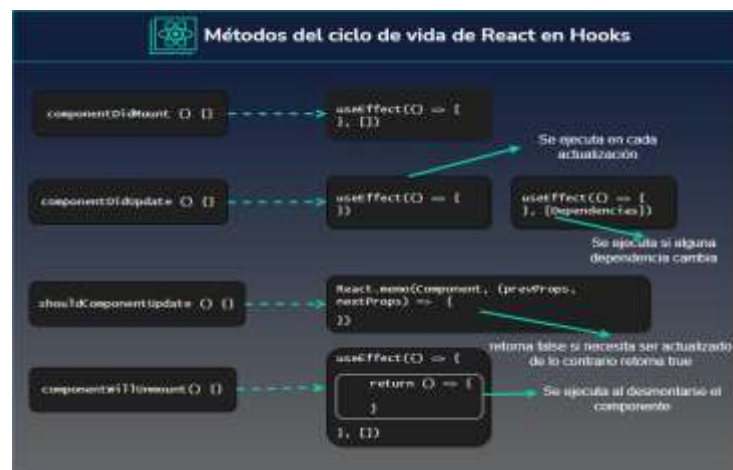 Métodos del ciclo de vida de React en Hooks
componentDidMount () {}
useEffect(() => {
}, [])
Se ejecuta en cada
actualización
componentDidUpdate () {}
useEffect(() => {
})
useEffect(() => {
}, [Dependencias])
Se ejecuta si alguna
dependencia cambia
shouldComponentUpdate () {}
React.memo(Component, (prevProps,
nextProps) => {
})
retorna false si necesita ser actualizado
de lo contrario retorna true
componentWillUnmount() {}
useEffect(() => {
return () => {
}
}, [])
Se ejecuta al desmontarse el
componente